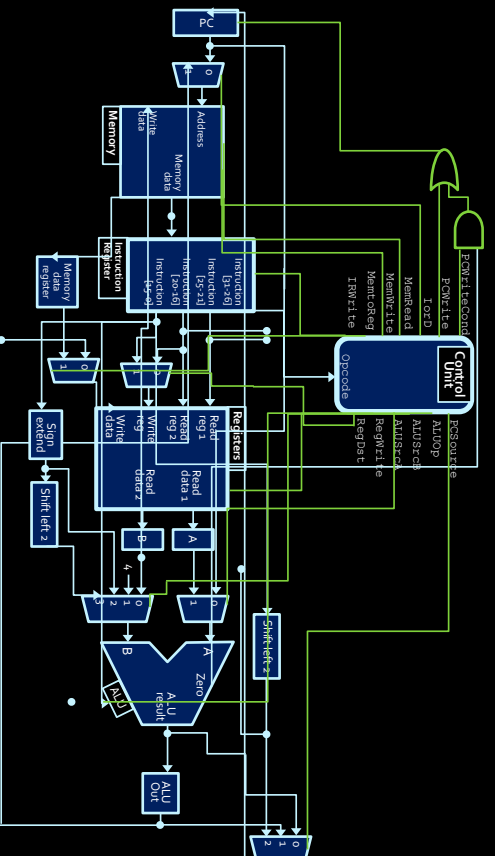 PC
0
1
Address
Write
data
Memory
data
Memory
Instruction
[31-26]
Instruction
[25-21]
Instruction
[20-16]
Instruction
[15-0]
Instruction
Register
Memory
data
register
PCWriteCond
PCWrite
IorD
MemRead
MemWrite
MemtoReg
IRWrite
Control
Unit
Opcode
PCSource
ALUOp
ALUSrcB
ALUSrcA
RegWrite
RegDst
0
1
0
1
Registers
Read
reg 1
Read
reg 2
Write
reg
Write
data
Read
data 1
Read
data 2
Sign
extend
Shift left 2
A
B
4
0
1
0
1
2
3
Shift left 2
A
B
Zero
ALU
result
ALU
ALU
Out
0
1
2